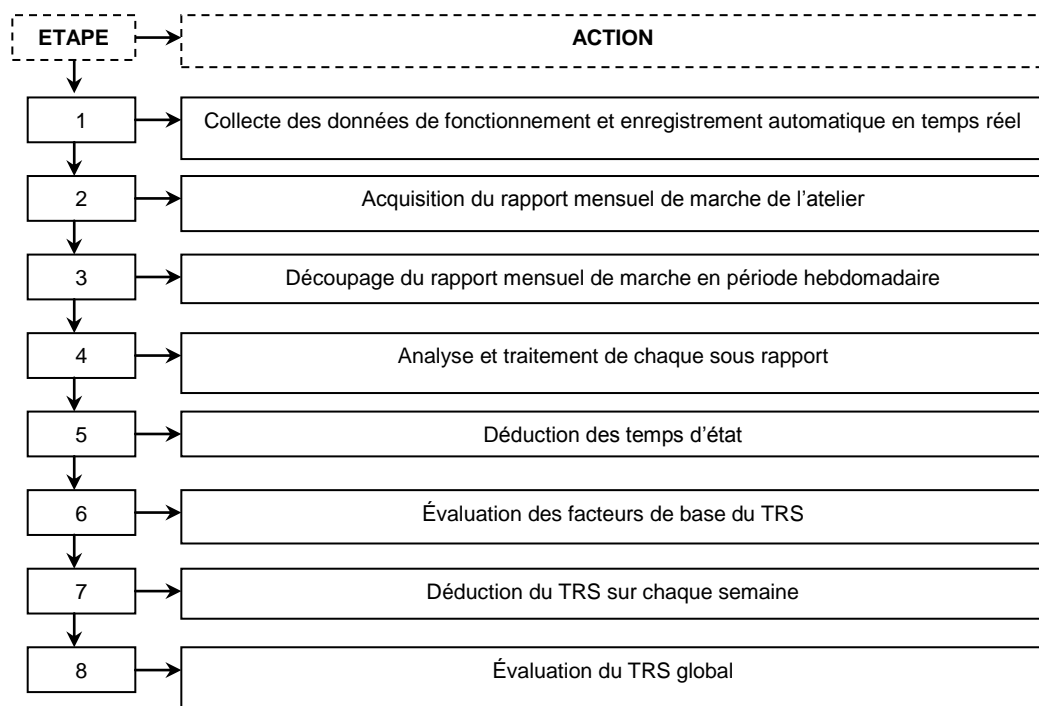 ETAPE ACTION
1 Collecte des données de fonctionnement et enregistrement automatique en temps réel
2 Acquisition du rapport mensuel de marche de l’atelier
3 Découpage du rapport mensuel de marche en période hebdomadaire
4 Analyse et traitement de chaque sous rapport
5 Déduction des temps d’état
6 Évaluation des facteurs de base du TRS
7 Déduction du TRS sur chaque semaine
8 Évaluation du TRS global